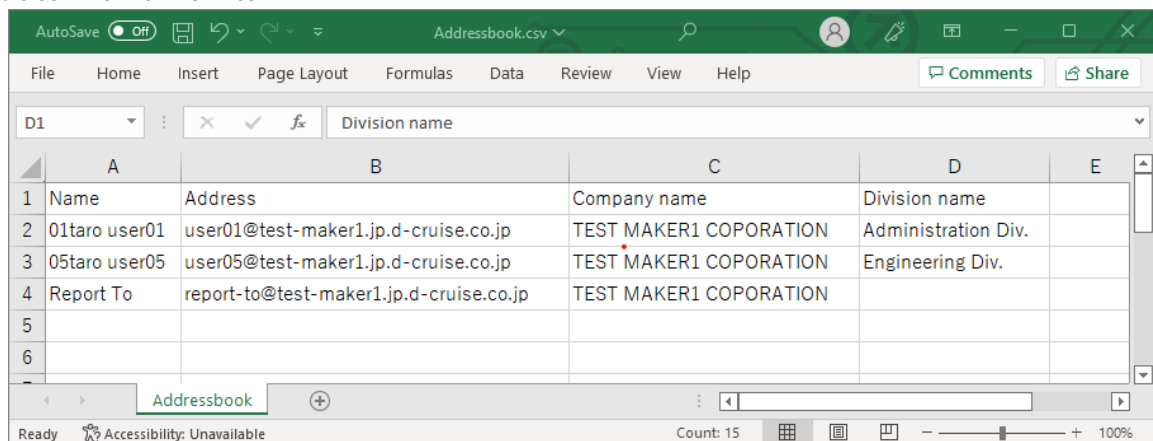 AutoSave Off Addressbook.csv
File Home Insert Page Layout Formulas Data Review View Help Comments Share
D1 fx Division name
A B C D E
1 Name Address Company name Division name
2 01taro user01 user01@test-maker1.jp.d-cruise.co.jp TEST MAKER1 COPORATION Administration Div.
3 05taro user05 user05@test-maker1.jp.d-cruise.co.jp TEST MAKER1 COPORATION Engineering Div.
4 Report To report-to@test-maker1.jp.d-cruise.co.jp TEST MAKER1 COPORATION
5
6
Addressbook
Ready Accessibility: Unavailable Count: 15 100%